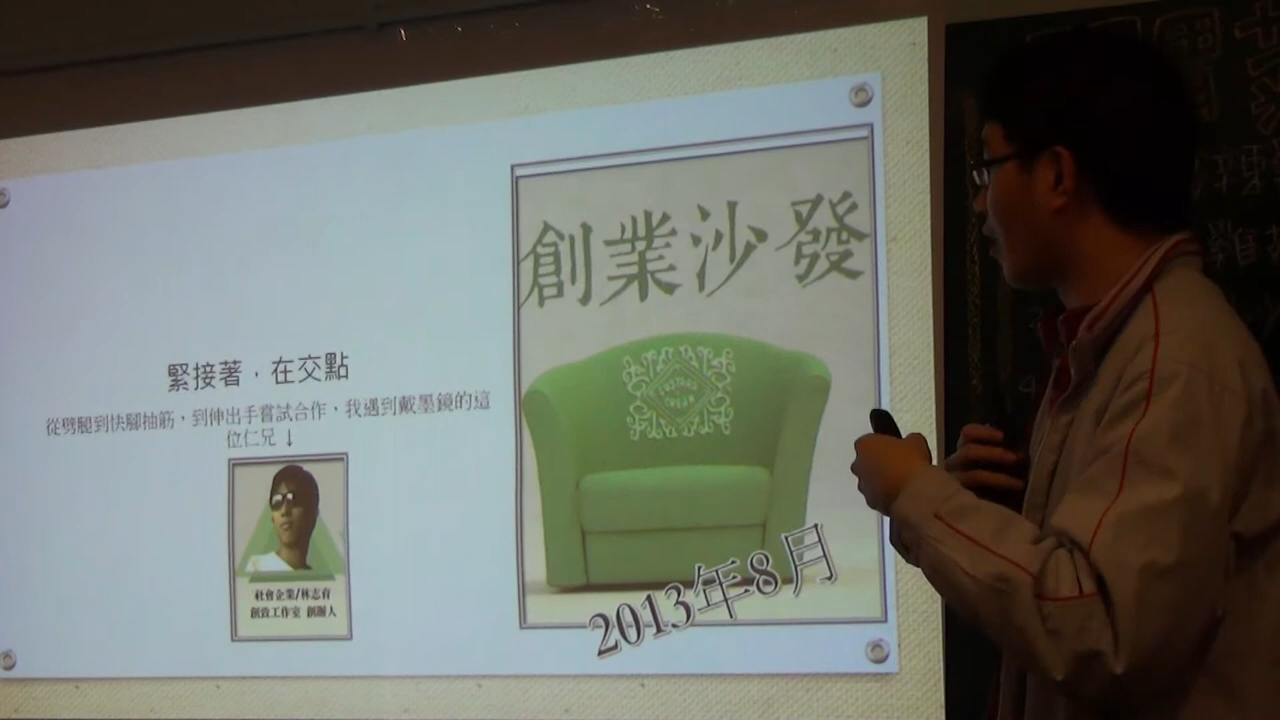 緊接著，在交點
從劈腿到快腳抽筋，到伸出手嘗試合作，我遇到戴墨鏡的這
位仁兄↓
社會企業/林志育
創致工作室 創辦人
創業沙發
2013年8月